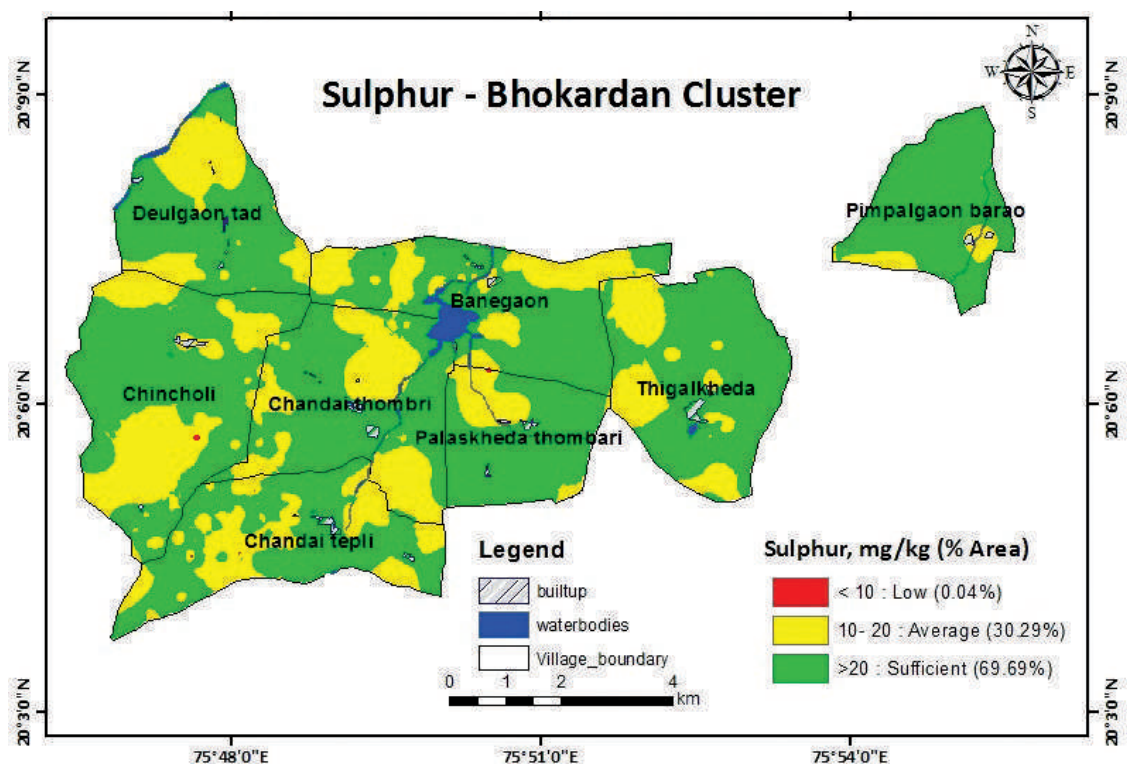 Sulphur - Bhokardan Cluster
N
W E
S
20°9'0"N
20°9'0"N
Deulgaon tad
Pimpalgaon barao
Banegaon
Chincholi
Chandai thombri
Thigalkheda
20°6'0"N
20°6'0"N
Palaskheda thombari
Chandai tepli
Legend
builtup
waterbodies
Village_boundary
0 1 2 4
km
Sulphur, mg/kg (% Area)
< 10 : Low (0.04%)
10- 20 : Average (30.29%)
>20 : Sufficient (69.69%)
20°3'0"N
20°3'0"N
75°48'0"E 75°51'0"E 75°54'0"E